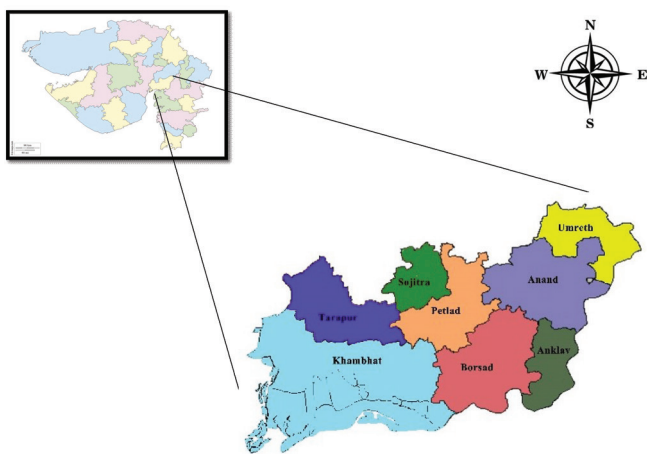 N
W
E
S
Umreth
Sojitra
Anand
Petlad
Tarapur
Khambhat
Anklav
Borsad